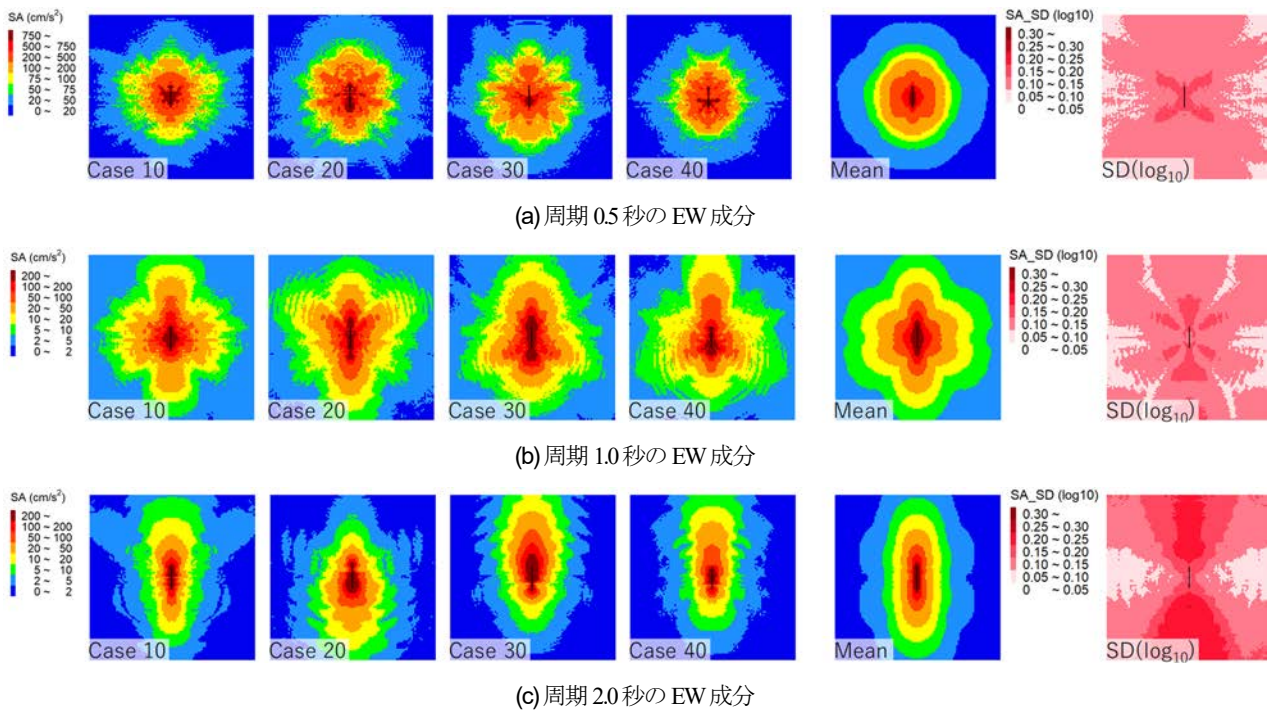 SA (cm/s²)
750 ~
500 ~ 750
200 ~ 500
100 ~ 200
75 ~ 100
50 ~ 75
20 ~ 50
0 ~ 20
Case 10
Case 20
Case 30
Case 40
Mean
SA_SD (log10)
0.30 ~
0.25 ~ 0.30
0.20 ~ 0.25
0.15 ~ 0.20
0.10 ~ 0.15
0.05 ~ 0.10
0 ~ 0.05
SD(log₁₀)
(a) 周期 0.5 秒の EW 成分
SA (cm/s²)
200 ~
100 ~ 200
50 ~ 100
20 ~ 50
10 ~ 20
5 ~ 10
2 ~ 5
0 ~ 2
Case 10
Case 20
Case 30
Case 40
Mean
SA_SD (log10)
0.30 ~
0.25 ~ 0.30
0.20 ~ 0.25
0.15 ~ 0.20
0.10 ~ 0.15
0.05 ~ 0.10
0 ~ 0.05
SD(log₁₀)
(b) 周期 1.0 秒の EW 成分
SA (cm/s²)
200 ~
100 ~ 200
50 ~ 100
20 ~ 50
10 ~ 20
5 ~ 10
2 ~ 5
0 ~ 2
Case 10
Case 20
Case 30
Case 40
Mean
SA_SD (log10)
0.30 ~
0.25 ~ 0.30
0.20 ~ 0.25
0.15 ~ 0.20
0.10 ~ 0.15
0.05 ~ 0.10
0 ~ 0.05
SD(log₁₀)
(c) 周期 2.0 秒の EW 成分